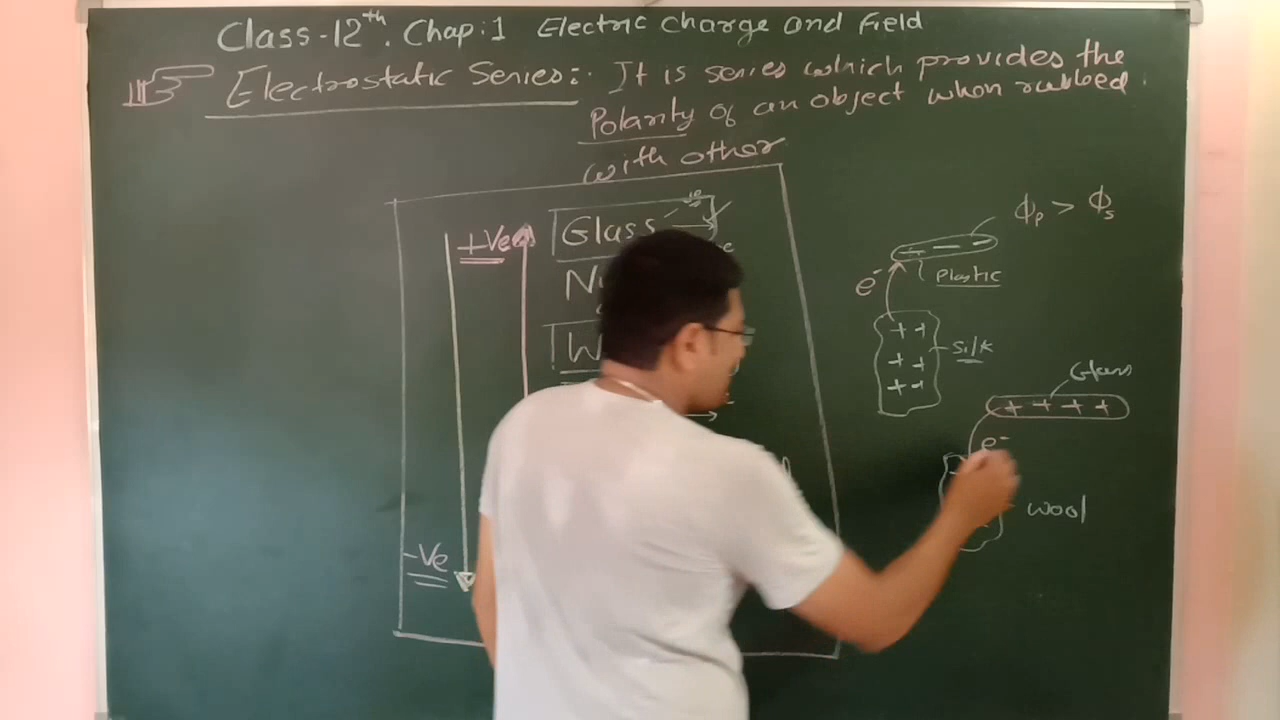 Class-12th. Chap:1 Electric Charge and Field
Electrostatic Series:- It is series which provides the
Polarity of an object when rubbed
with other
+Ve
Glass
-Ve
ϕp > ϕs
e-
Plastic
Silk
Glass
e-
wool